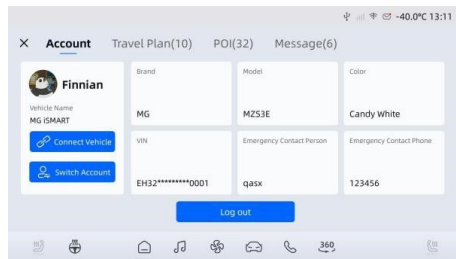 -40.0°C 13:11
Account Travel Plan(10) POI(32) Message(6)
Finnian
Vehicle Name
MG iSMART
Connect Vehicle
Switch Account
Brand
MG
Model
MZS3E
Color
Candy White
VIN
EH32*********0001
Emergency Contact Person
qasx
Emergency Contact Phone
123456
Log out
360